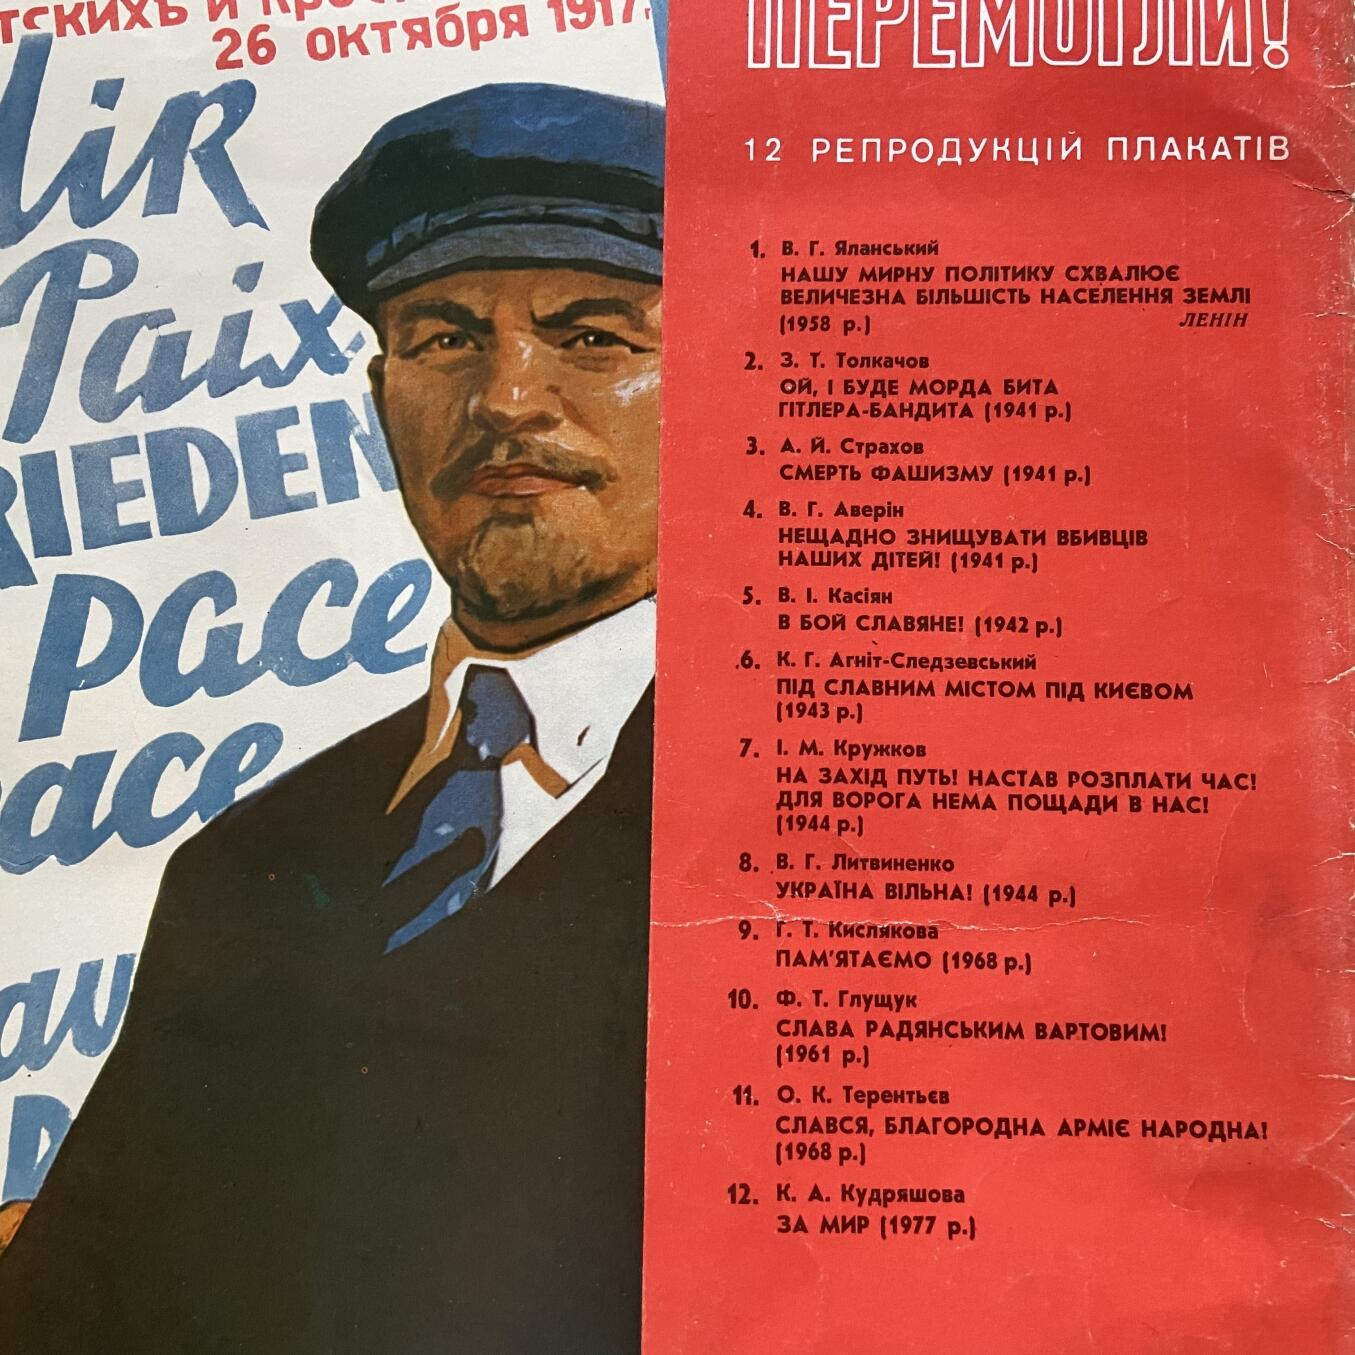 26 октября 1917г.
Paix
pace
12 РЕПРОДУКЦІЙ ПЛАКАТІВ
1. В. Г. Яланський
НАШУ МИРНУ ПОЛІТИКУ СХВАЛЮЄ
ВЕЛИЧЕЗНА БІЛЬШІСТЬ НАСЕЛЕННЯ ЗЕМЛІ
(1958 р.) ЛЕНІН
2. З. Т. Толкачов
ОЙ, І БУДЕ МОРДА БИТА
ГІТЛЕРА-БАНДИТА (1941 р.)
3. А. Й. Страхов
СМЕРТЬ ФАШИЗМУ (1941 р.)
4. В. Г. Аверін
НЕЩАДНО ЗНИЩУВАТИ ВБИВЦІВ
НАШИХ ДІТЕЙ! (1941 р.)
5. В. І. Касіян
В БОЙ СЛАВЯНЕ! (1942 р.)
6. К. Г. Агніт-Следзевський
ПІД СЛАВНИМ МІСТОМ ПІД КИЄВОМ
(1943 р.)
7. І. М. Кружков
НА ЗАХІД ПУТЬ! НАСТАВ РОЗПЛАТИ ЧАС!
ДЛЯ ВОРОГА НЕМА ПОЩАДИ В НАС!
(1944 р.)
8. В. Г. Литвиненко
УКРАЇНА ВІЛЬНА! (1944 р.)
9. Г. Т. Кислякова
ПАМ'ЯТАЄМО (1968 р.)
10. Ф. Т. Глущук
СЛАВА РАДЯНСЬКИМ ВАРТОВИМ!
(1961 р.)
11. О. К. Терентьєв
СЛАВСЯ, БЛАГОРОДНА АРМІЄ НАРОДНА!
(1968 р.)
12. К. А. Кудряшова
ЗА МИР (1977 р.)